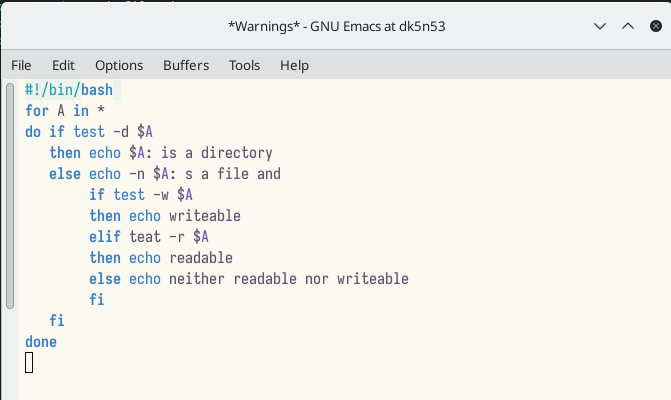 *Warnings* - GNU Emacs at dk5n53
File Edit Options Buffers Tools Help
#!/bin/bash
for A in *
do if test -d $A
   then echo $A: is a directory
   else echo -n $A: s a file and
        if test -w $A
        then echo writeable
        elif teat -r $A
        then echo readable
        else echo neither readable nor writeable
        fi
   fi
done